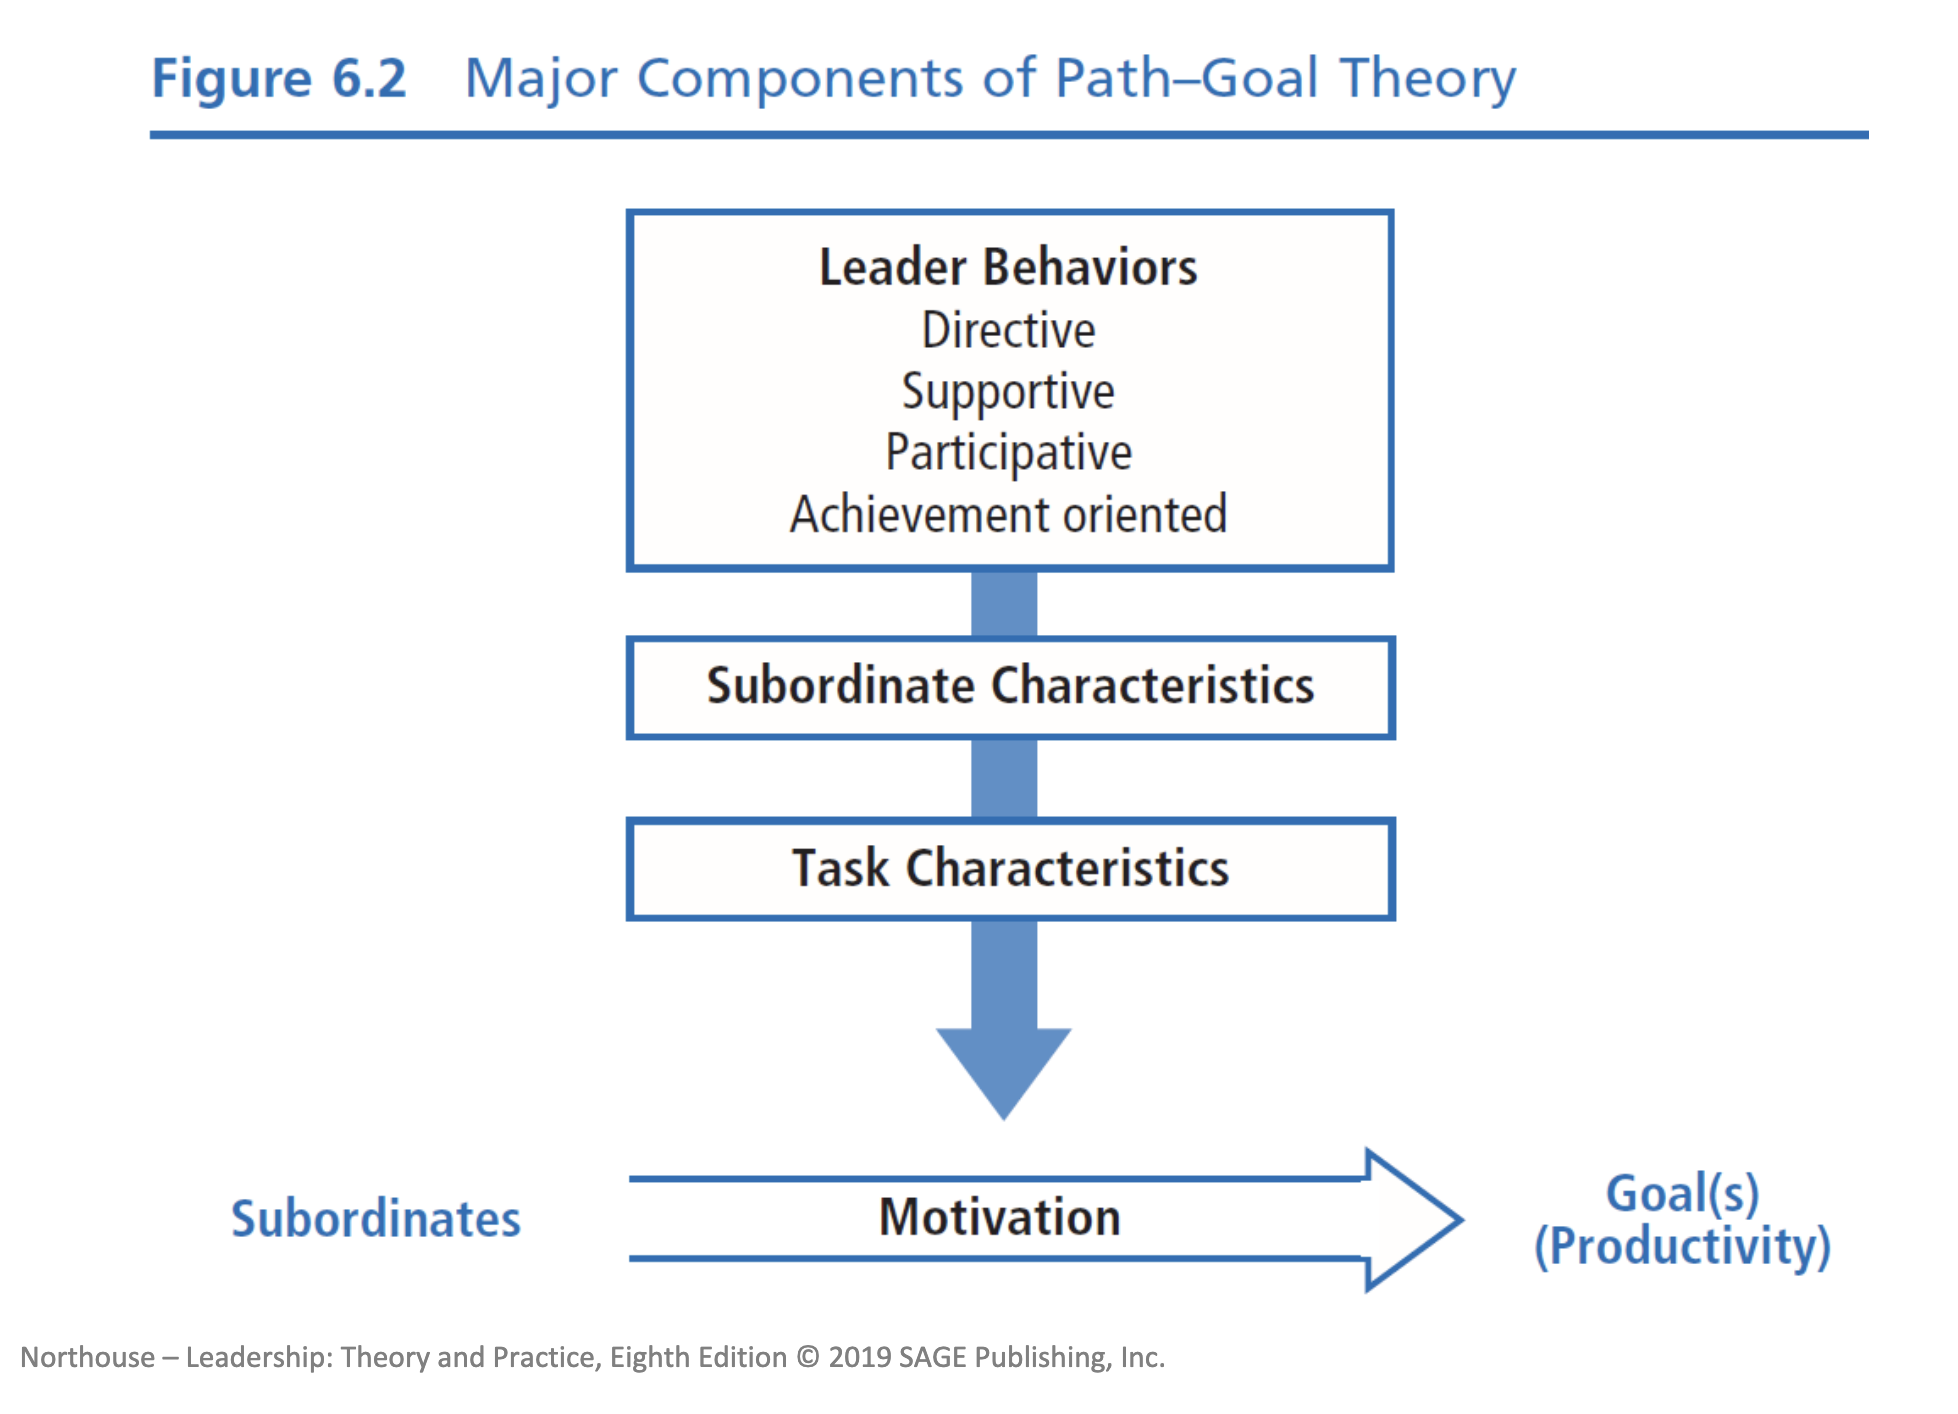 Figure 6.2 Major Components of Path–Goal Theory
Leader Behaviors
Directive
Supportive
Participative
Achievement oriented
Subordinate Characteristics
Task Characteristics
Subordinates
Motivation
Goal(s)
(Productivity)
Northouse – Leadership: Theory and Practice, Eighth Edition © 2019 SAGE Publishing, Inc.